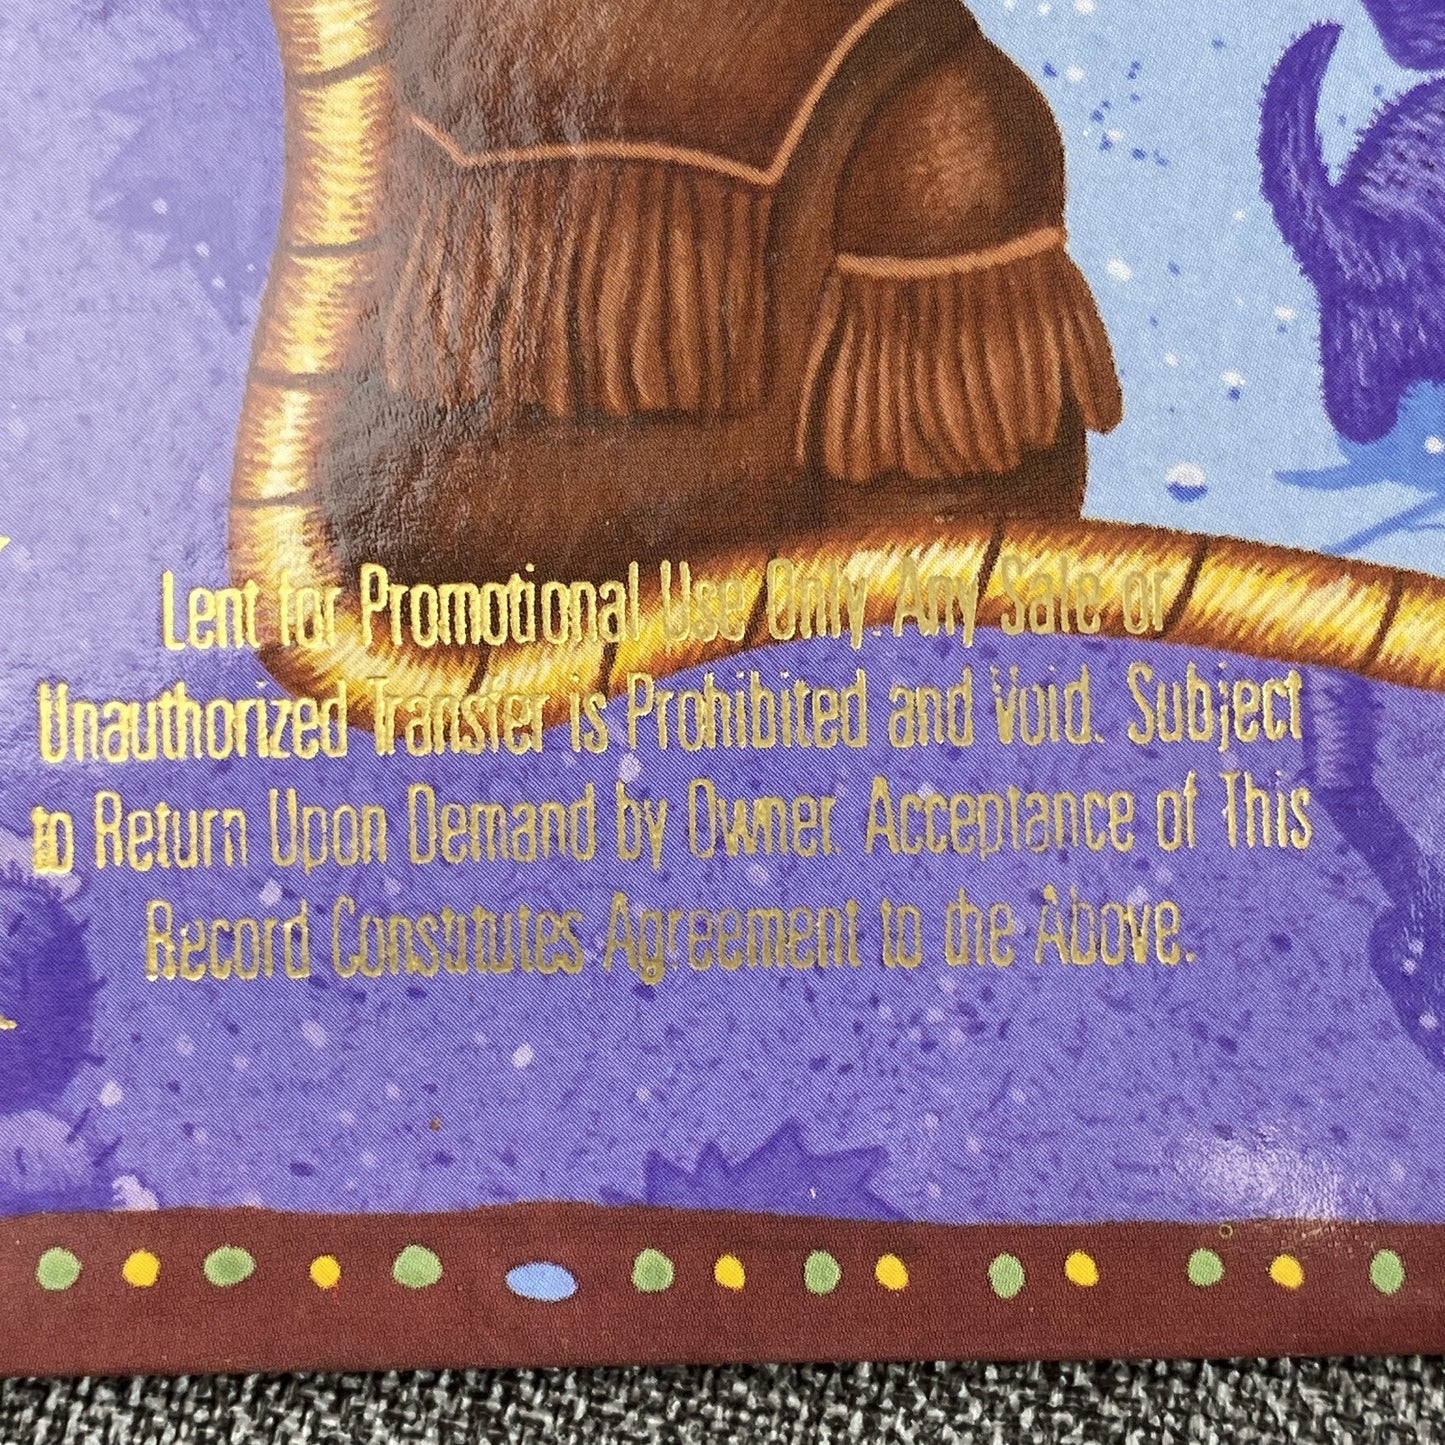 Lent for Promotional Use Only. Any Sale or
Unauthorized Transfer is Prohibited and Void. Subject
to Return Upon Demand by Owner. Acceptance of This
Record Constitutes Agreement to the Above.